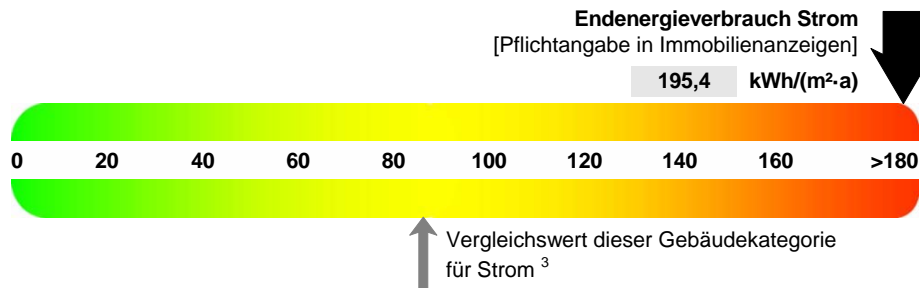 Endenergieverbrauch Strom
[Pflichtangabe in Immobilienanzeigen]
195,4 kWh/(m²·a)
0 20 40 60 80 100 120 140 160 >180
Vergleichswert dieser Gebäudekategorie
für Strom ³